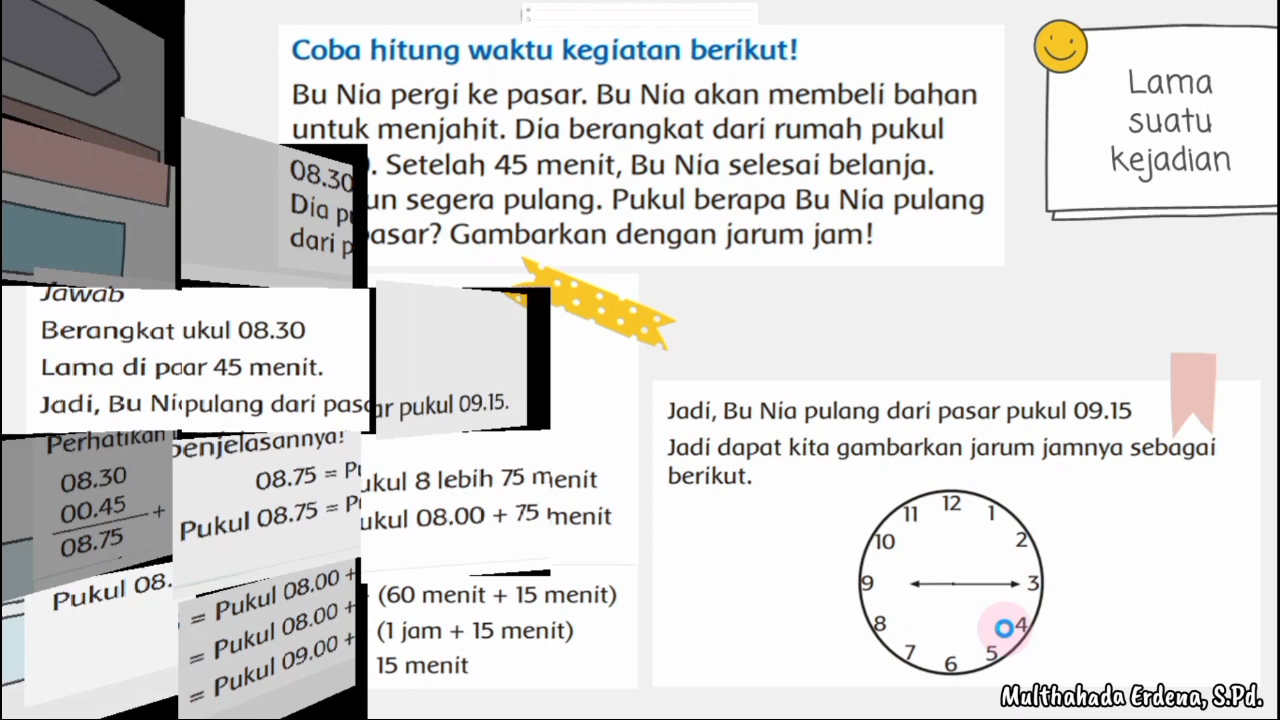 Coba hitung waktu kegiatan berikut!
Bu Nia pergi ke pasar. Bu Nia akan membeli bahan
untuk menjahit. Dia berangkat dari rumah pukul
08.30. Setelah 45 menit, Bu Nia selesai belanja.
Dia pun segera pulang. Pukul berapa Bu Nia pulang
dari pasar? Gambarkan dengan jarum jam!
Lama
suatu
kejadian
Jawab
Berangkat ukul 08.30
Lama di paar 45 menit.
Jadi, Bu Ni pulang dari pasar pukul 09.15.
Perhatikan penjelasannya!
08.30
00.45
+
08.75
08.75 = Pukul 8 lebih 75 menit
Pukul 08.75 = Pukul 08.00 + 75 menit
Pukul 08.
= Pukul 08.00 + (60 menit + 15 menit)
= Pukul 08.00 + (1 jam + 15 menit)
= Pukul 09.00 + 15 menit
Jadi, Bu Nia pulang dari pasar pukul 09.15
Jadi dapat kita gambarkan jarum jamnya sebagai
berikut.
12
11 1
10 2
9 3
8 4
7 5
6
Multhahada Erdena, S.Pd.